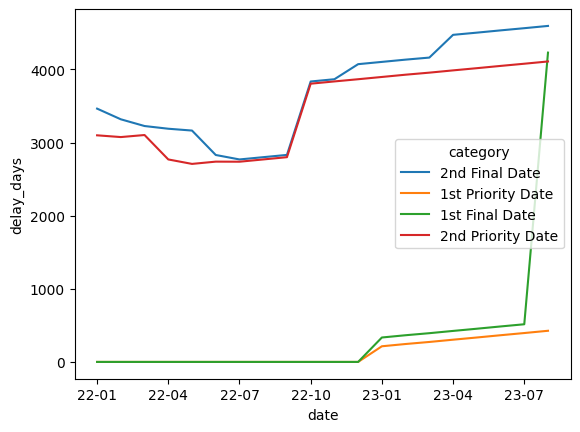 4000
3000
2000
1000
0
delay_days
category
2nd Final Date
1st Priority Date
1st Final Date
2nd Priority Date
22-01 22-04 22-07 22-10 23-01 23-04 23-07
date